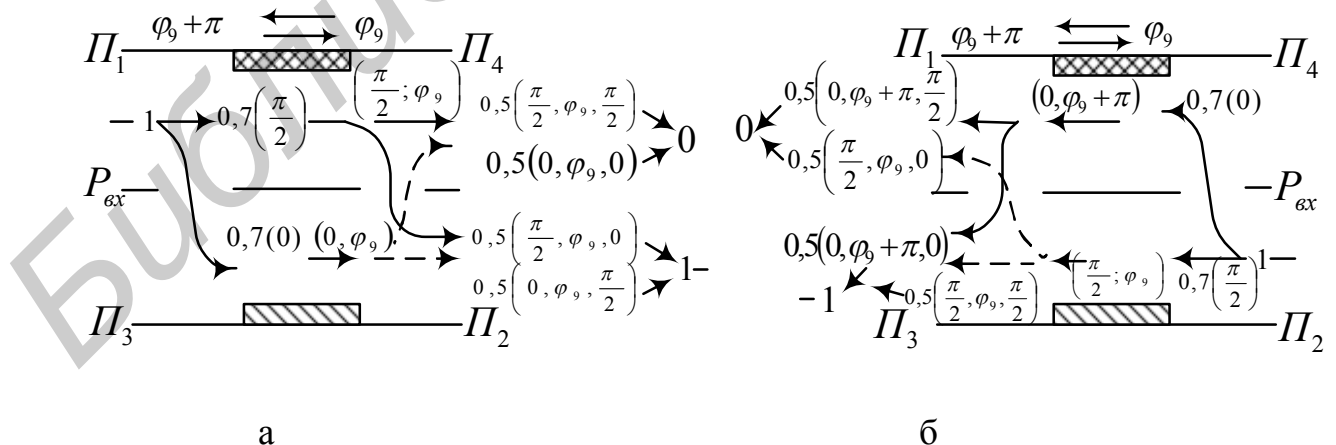 Библи
φ₉ + π φ₉
П₁ П₄
(π/2; φ₉)
– 1 0,7(π/2) 0,5(π/2, φ₉, π/2)
0
0,5(0, φ₉, 0)
Pвх
0,7(0) (0, φ₉) 0,5(π/2, φ₉, 0)
1–
0,5(0, φ₉, π/2)
П₃ П₂
а
φ₉ + π φ₉
П₁ П₄
0,5(0, φ₉ + π, π/2) (0, φ₉ + π) 0,7(0)
0
0,5(π/2, φ₉, 0)
Pвх
0,5(0, φ₉ + π, 0)
(π/2; φ₉) 0,7(π/2) 1–
–1 0,5(π/2, φ₉, π/2)
П₃ П₂
б